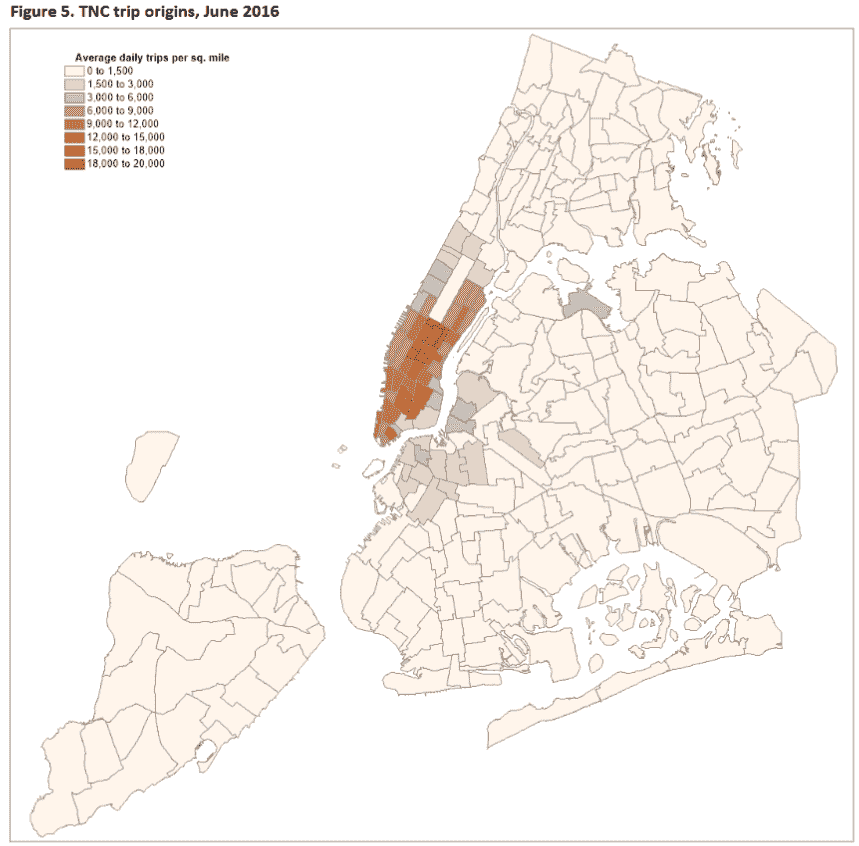 Figure 5. TNC trip origins, June 2016
Average daily trips per sq. mile
0 to 1,500
1,500 to 3,000
3,000 to 6,000
6,000 to 9,000
9,000 to 12,000
12,000 to 15,000
15,000 to 18,000
18,000 to 20,000